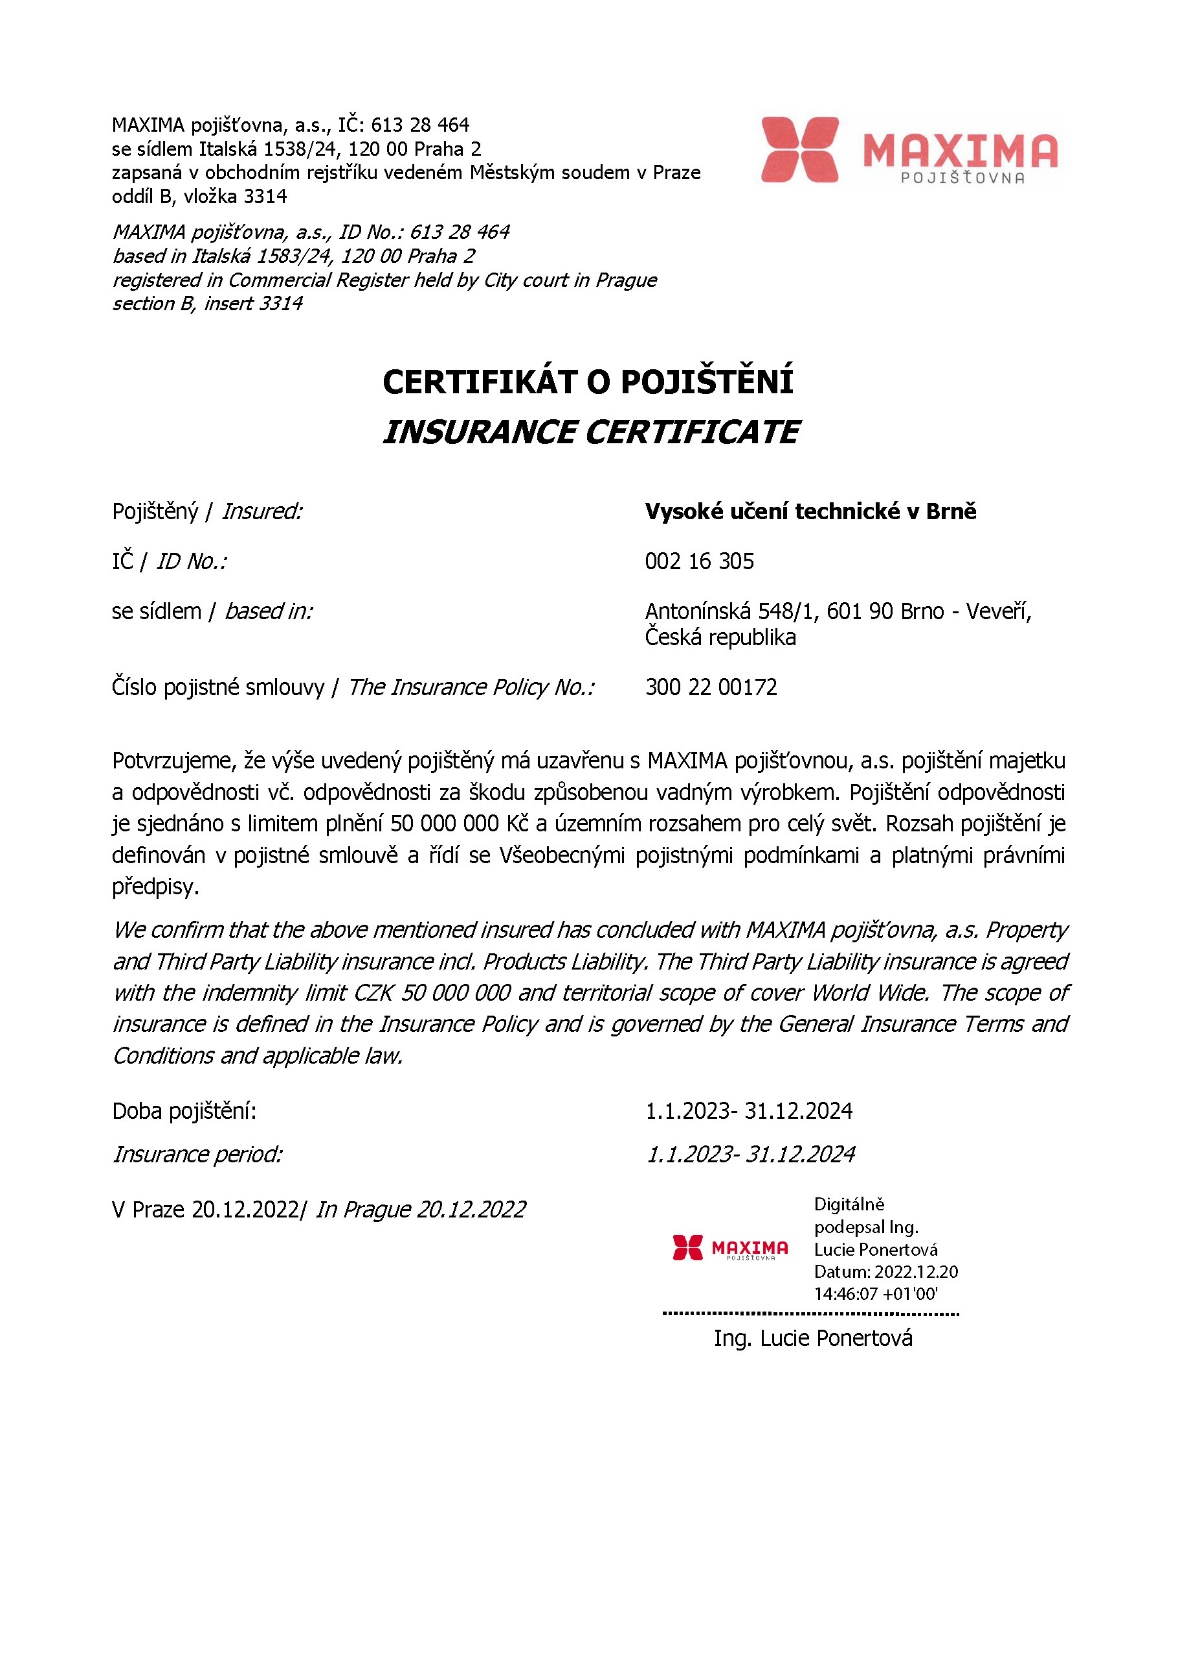 MAXIMA pojišťovna, a.s., IČ: 613 28 464
se sídlem Italská 1538/24, 120 00 Praha 2
zapsaná v obchodním rejstříku vedeném Městským soudem v Praze
oddíl B, vložka 3314
MAXIMA
POJIŠŤOVNA
MAXIMA pojišťovna, a.s., ID No.: 613 28 464
based in Italská 1583/24, 120 00 Praha 2
registered in Commercial Register held by City court in Prague
section B, insert 3314
CERTIFIKÁT O POJIŠTĚNÍ
INSURANCE CERTIFICATE
Pojištěný / Insured: Vysoké učení technické v Brně
IČ / ID No.: 002 16 305
se sídlem / based in: Antonínská 548/1, 601 90 Brno - Veveří,
Česká republika
Číslo pojistné smlouvy / The Insurance Policy No.: 300 22 00172
Potvrzujeme, že výše uvedený pojištěný má uzavřenu s MAXIMA pojišťovnou, a.s. pojištění majetku
a odpovědnosti vč. odpovědnosti za škodu způsobenou vadným výrobkem. Pojištění odpovědnosti
je sjednáno s limitem plnění 50 000 000 Kč a územním rozsahem pro celý svět. Rozsah pojištění je
definován v pojistné smlouvě a řídí se Všeobecnými pojistnými podmínkami a platnými právními
předpisy.
We confirm that the above mentioned insured has concluded with MAXIMA pojišťovna, a.s. Property
and Third Party Liability insurance incl. Products Liability. The Third Party Liability insurance is agreed
with the indemnity limit CZK 50 000 000 and territorial scope of cover World Wide. The scope of
insurance is defined in the Insurance Policy and is governed by the General Insurance Terms and
Conditions and applicable law.
Doba pojištění: 1.1.2023- 31.12.2024
Insurance period: 1.1.2023- 31.12.2024
V Praze 20.12.2022/ In Prague 20.12.2022
MAXIMA
POJIŠŤOVNA
Digitálně
podepsal Ing.
Lucie Ponertová
Datum: 2022.12.20
14:46:07 +01'00'
Ing. Lucie Ponertová